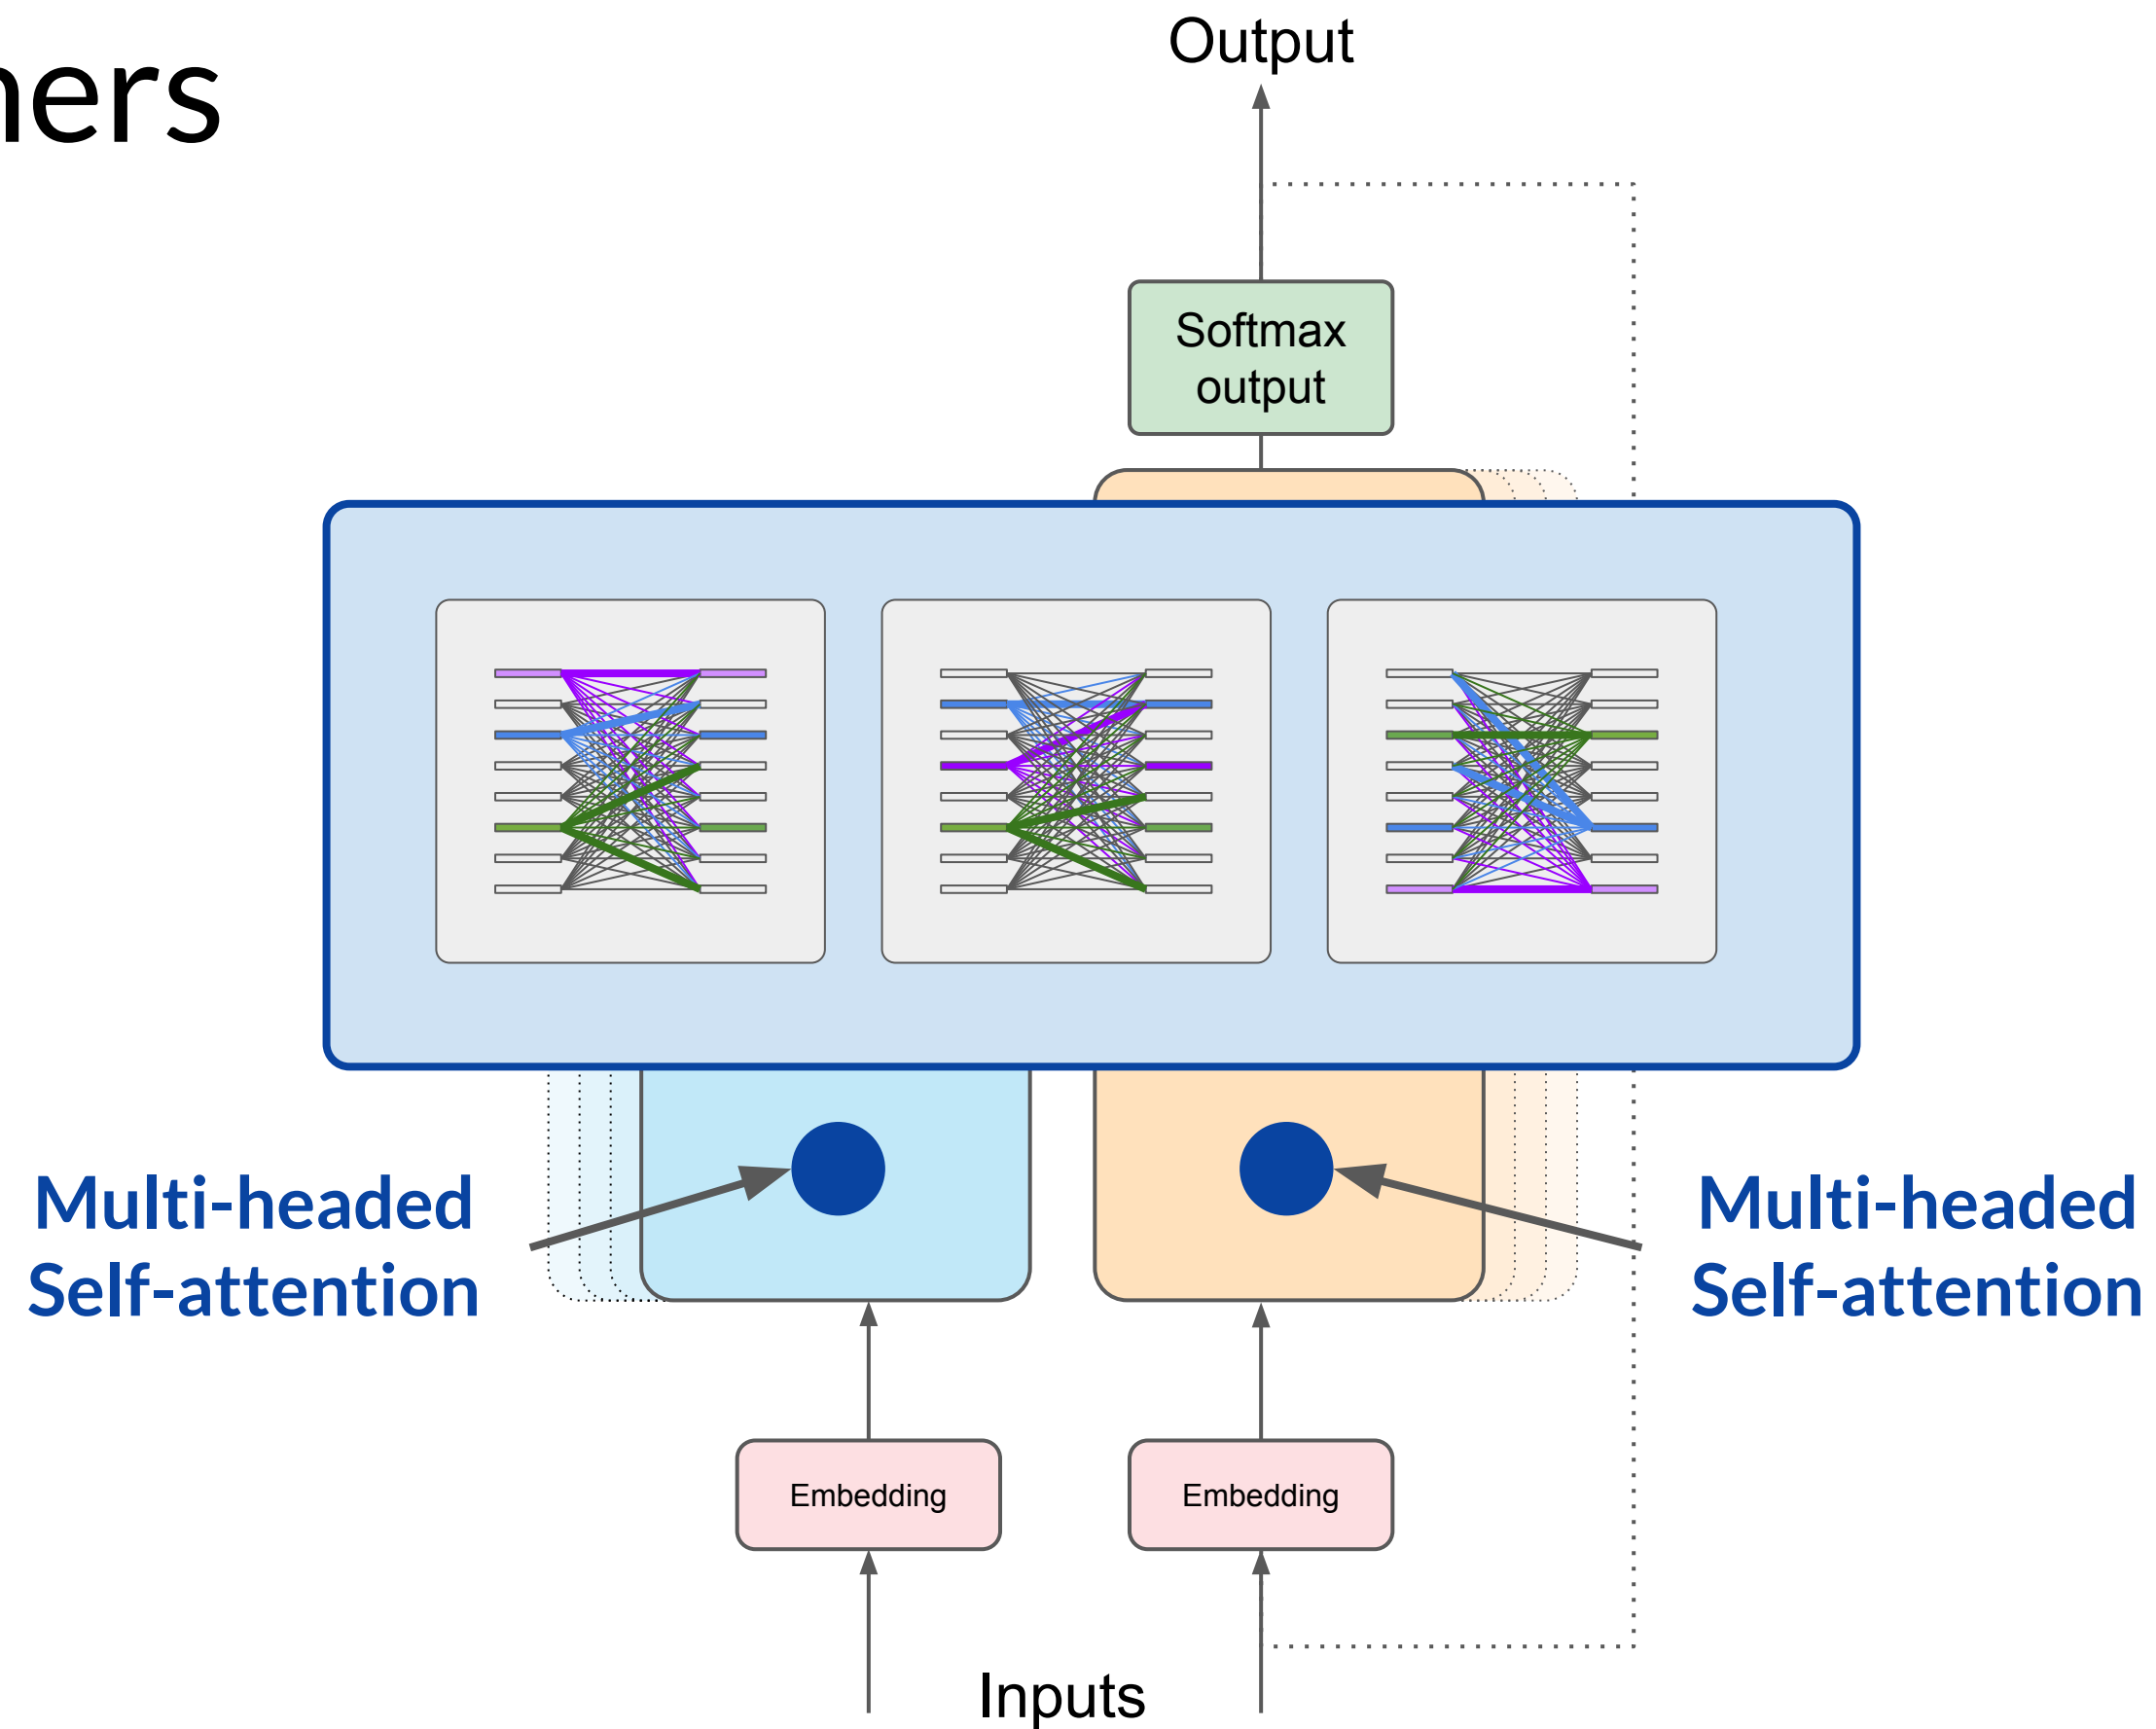 ners
Output
Softmax
output
Multi-headed
Self-attention
Multi-headed
Self-attention
Embedding
Embedding
Inputs